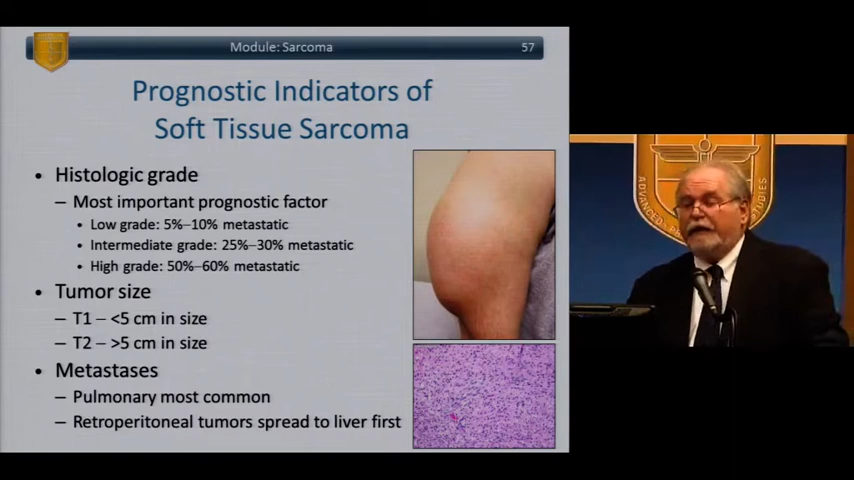 Module: Sarcoma
57
Prognostic Indicators of
Soft Tissue Sarcoma
• Histologic grade
– Most important prognostic factor
• Low grade: 5%–10% metastatic
• Intermediate grade: 25%–30% metastatic
• High grade: 50%–60% metastatic
• Tumor size
– T1 – <5 cm in size
– T2 – >5 cm in size
• Metastases
– Pulmonary most common
– Retroperitoneal tumors spread to liver first
ADVANCED